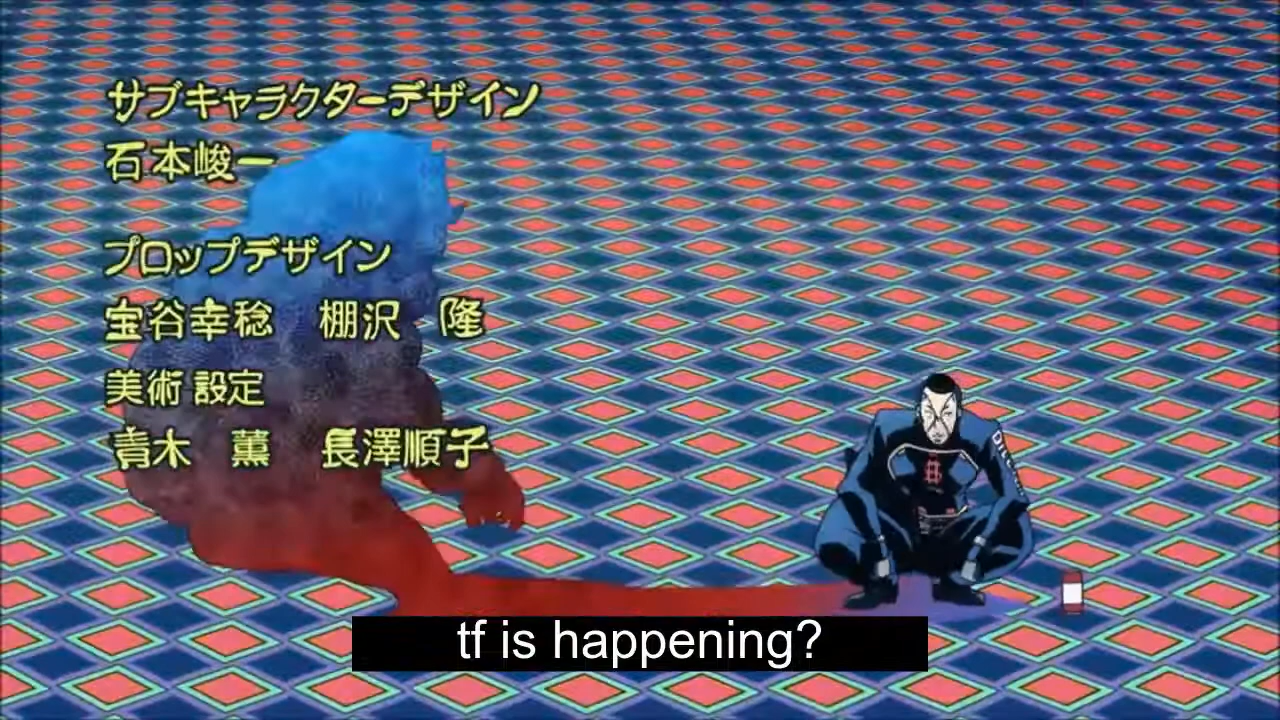 サブキャラクターデザイン
石本峻一
プロップデザイン
宝谷幸稔　棚沢　隆
美術設定
青木　薫　長澤順子
tf is happening?